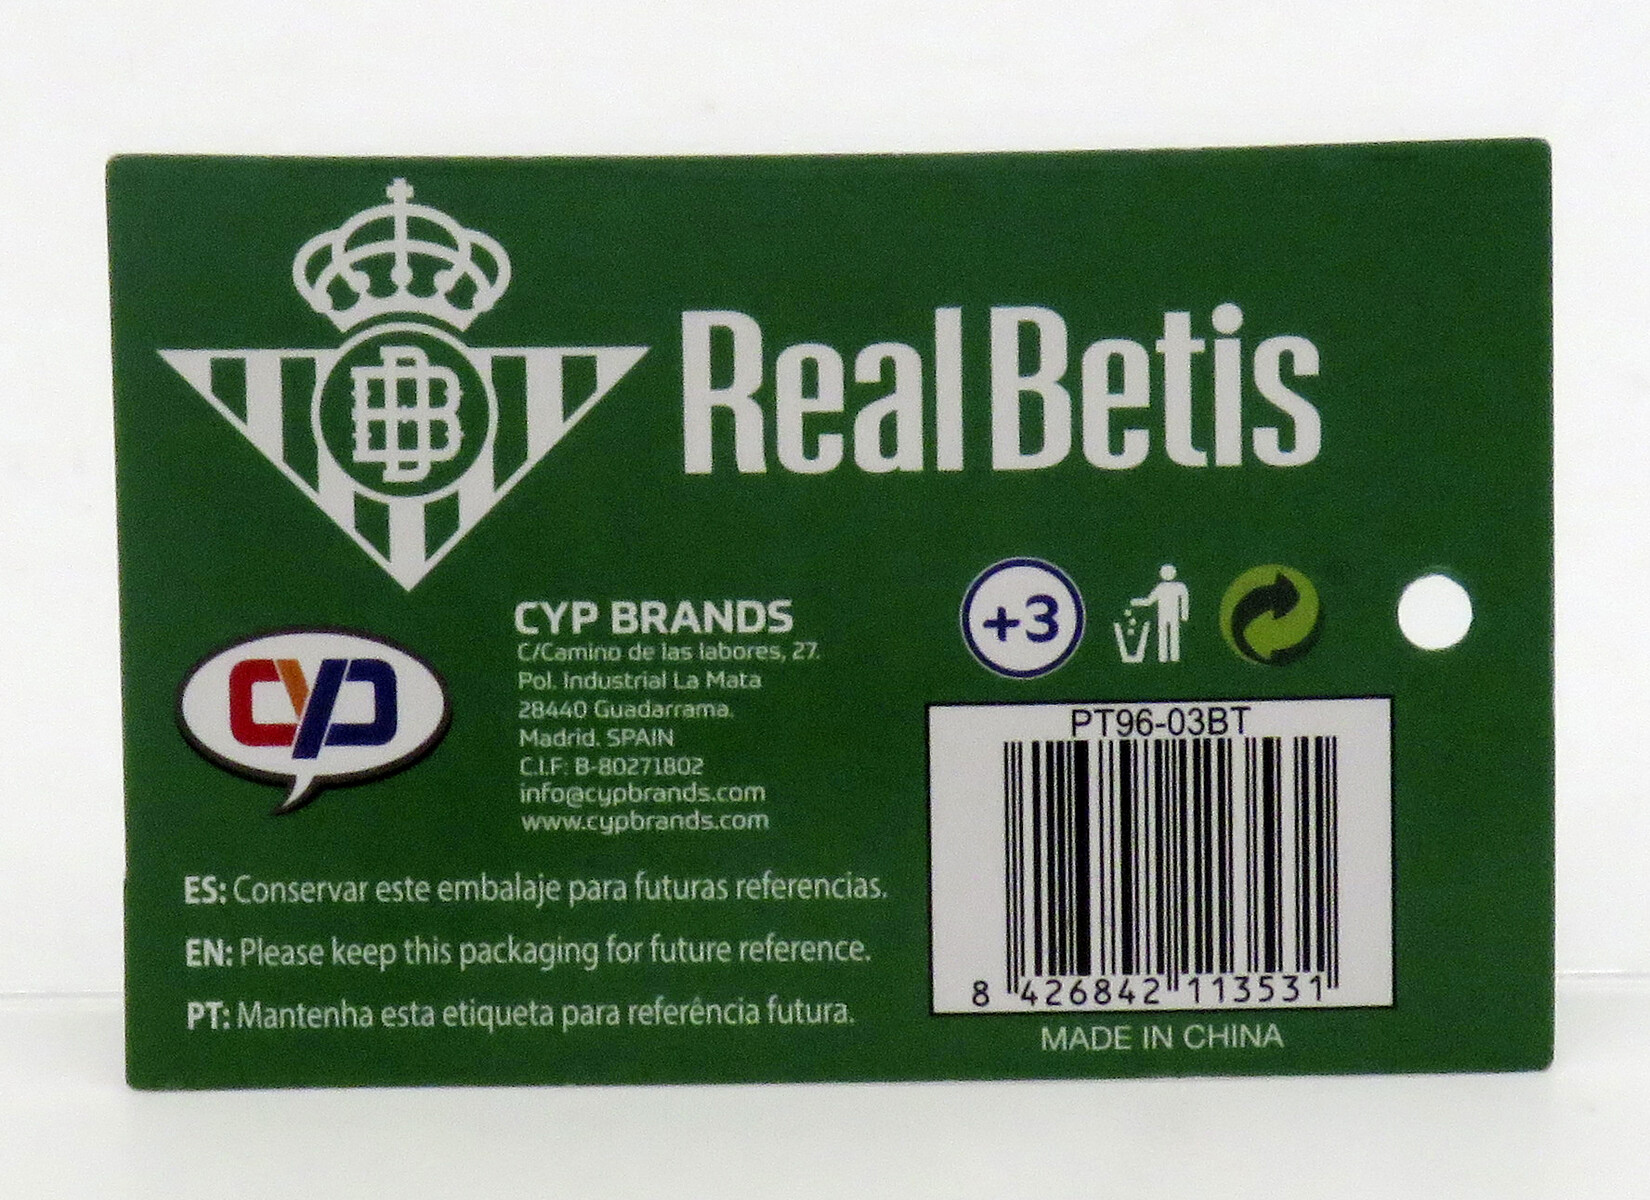 Real Betis
CYP
CYP BRANDS
C/Camino de las labores, 27.
Pol. Industrial La Mata
28440 Guadarrama.
Madrid. SPAIN
C.I.F: B-80271802
info@cypbrands.com
www.cypbrands.com
+3
PT96-03BT
8 426842 113531
MADE IN CHINA
ES: Conservar este embalaje para futuras referencias.
EN: Please keep this packaging for future reference.
PT: Mantenha esta etiqueta para referência futura.